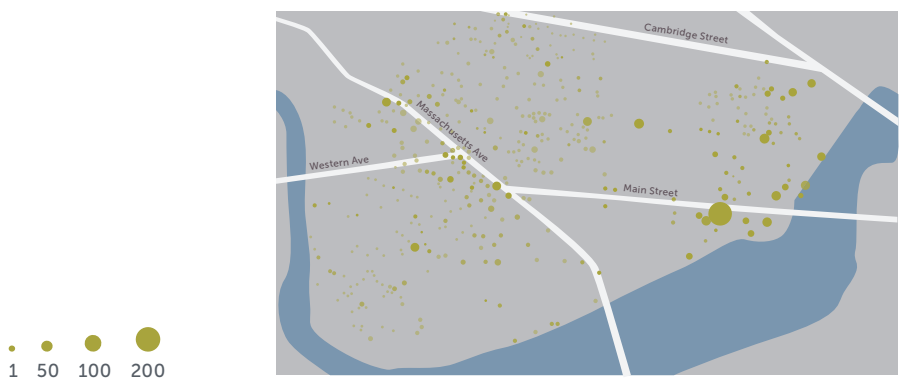 Cambridge Street
Massachusetts Ave
Western Ave
Main Street
1 50 100 200